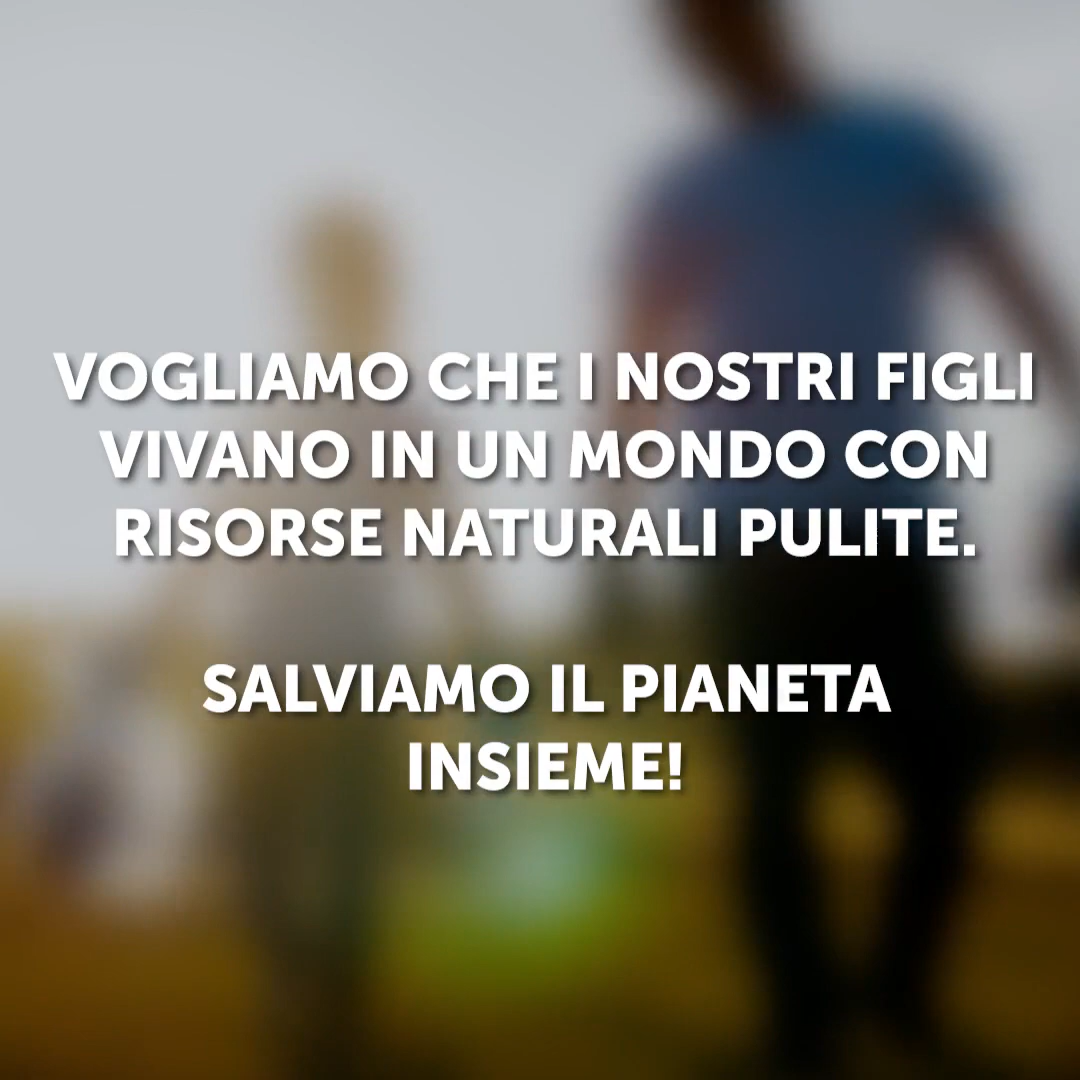 VOGLIAMO CHE I NOSTRI FIGLI
VIVANO IN UN MONDO CON
RISORSE NATURALI PULITE.
SALVIAMO IL PIANETA
INSIEME!